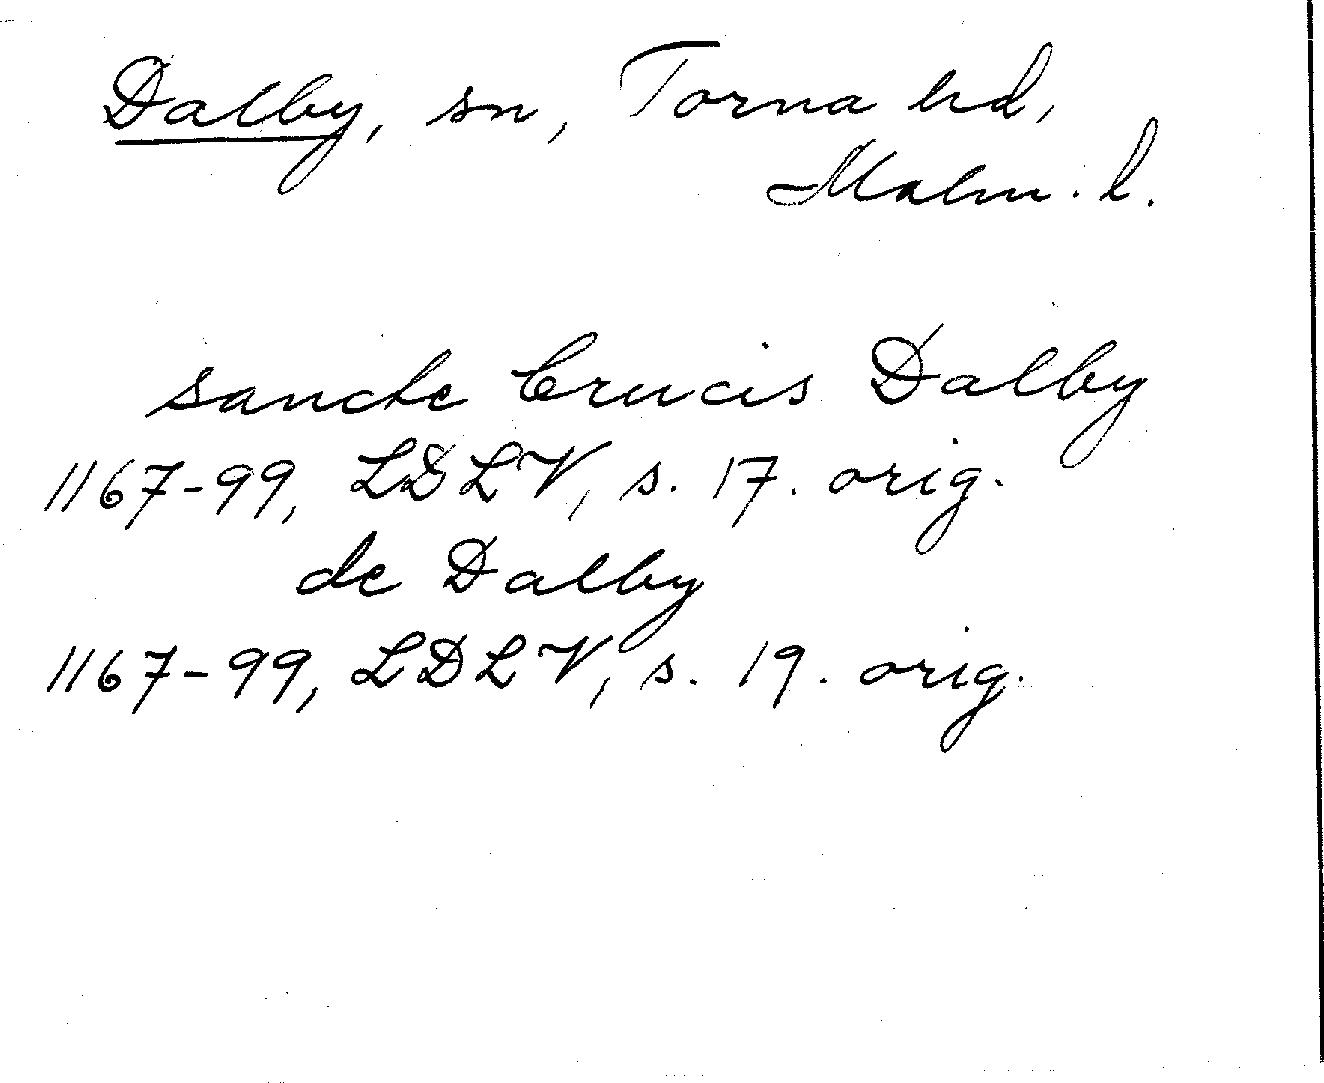 Dalby, sn, Torna hd,
Malm. l.
sancte Crucis Dalby
1167-99, LDLV, s. 17. orig.
de Dalby
1167-99, LDLV, s. 19. orig.